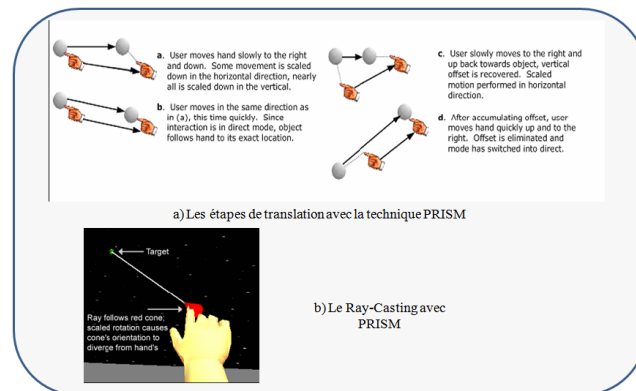 a. User moves hand slowly to the right
and down. Some movement is scaled
down in the horizontal direction, nearly
all is scaled down in the vertical.
b. User moves in the same direction as
in (a), this time quickly. Since
interaction is in direct mode, object
follows hand to its exact location.
c. User slowly moves to the right and
up back towards object, vertical
offset is recovered. Scaled
motion performed in horizontal
direction.
d. After accumulating offset, user
moves hand quickly up and to the
right. Offset is eliminated and
mode has switched into direct.
a) Les étapes de translation avec la technique PRISM
Target
Ray follows red cone;
scaled rotation causes
cone's orientation to
diverge from hand's
b) Le Ray-Casting avec
PRISM